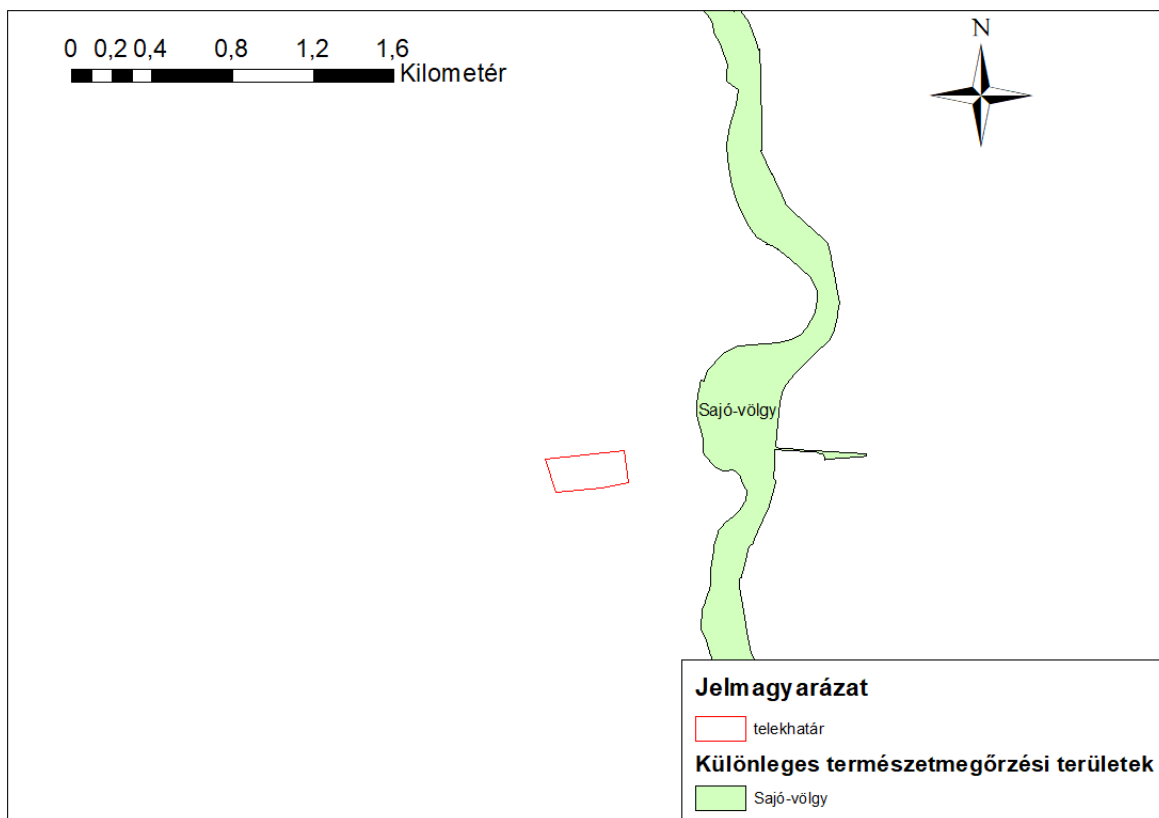 0 0,2 0,4 0,8 1,2 1,6
Kilométer
N
Sajó-völgy
Jelmagyarázat
telekhatár
Különleges természetmegőrzési területek
Sajó-völgy